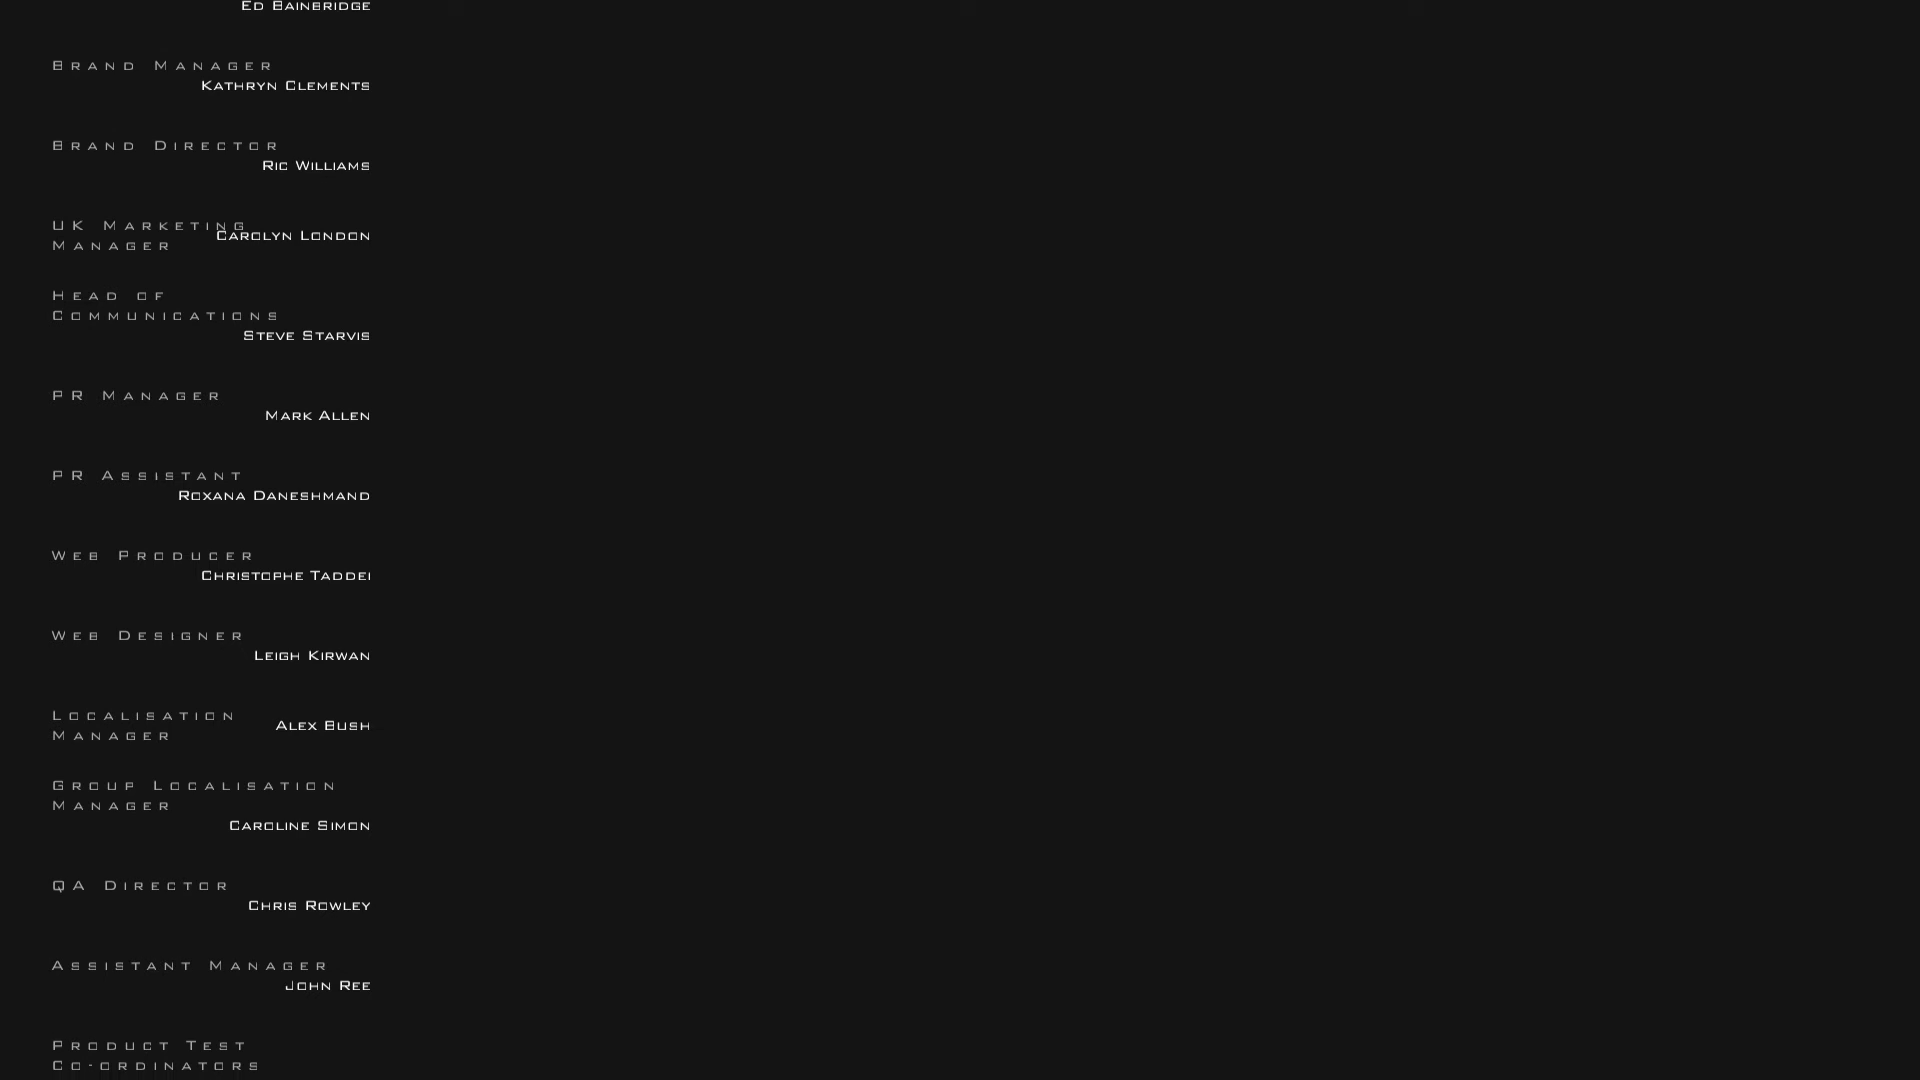 Ed Bainbridge
Brand Manager
Kathryn Clements
Brand Director
Ric Williams
UK Marketing
Manager
Carolyn London
Head of
Communications
Steve Starvis
PR Manager
Mark Allen
PR Assistant
Roxana Daneshmand
Web Producer
Christophe Taddei
Web Designer
Leigh Kirwan
Localisation
Manager
Alex Bush
Group Localisation
Manager
Caroline Simon
QA Director
Chris Rowley
Assistant Manager
John Ree
Product Test
Co-ordinators